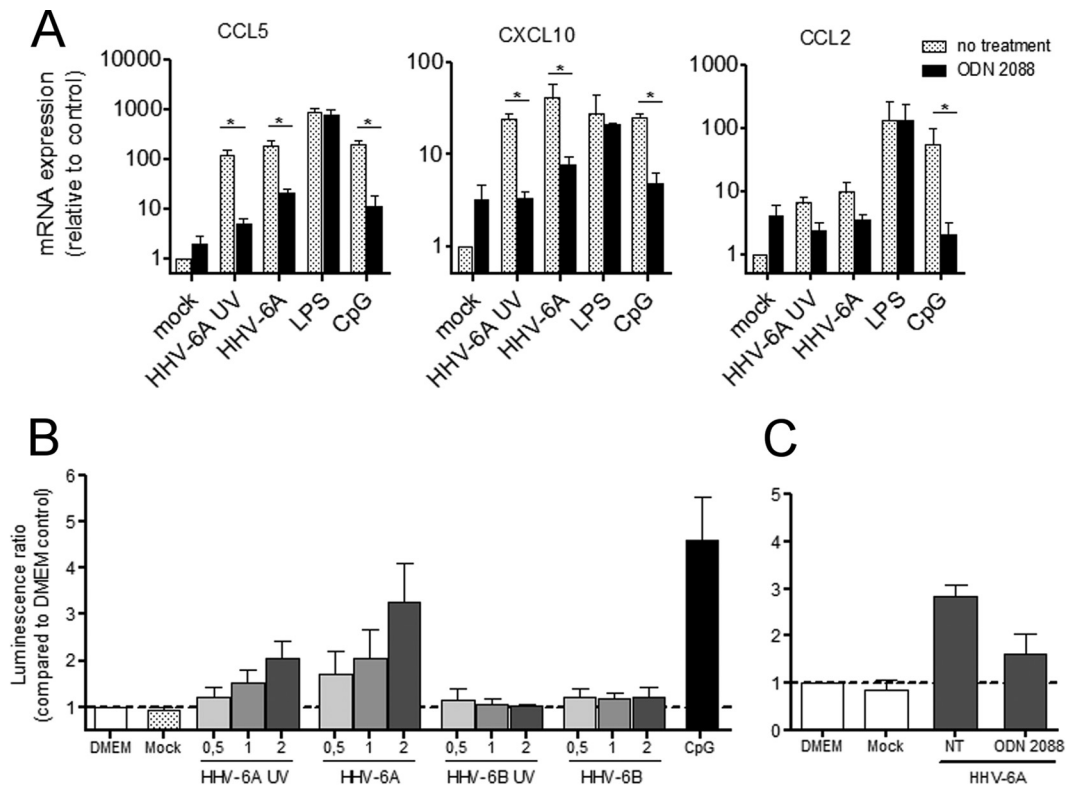 A
CCL5
CXCL10
CCL2
no treatment
ODN 2088
mRNA expression
(relative to control)
10000
1000
100
10
1
* * *
mock
HHV-6A UV
HHV-6A
LPS
CpG
100
10
1
* * *
mock
HHV-6A UV
HHV-6A
LPS
CpG
1000
100
10
1
*
mock
HHV-6A UV
HHV-6A
LPS
CpG
B
Luminescence ratio
(compared to DMEM control)
6
5
4
3
2
1
DMEM Mock 0,5 1 2 0,5 1 2 0,5 1 2 0,5 1 2 CpG
HHV-6A UV HHV-6A HHV-6B UV HHV-6B
C
5
4
3
2
1
0
DMEM Mock NT ODN 2088
HHV-6A